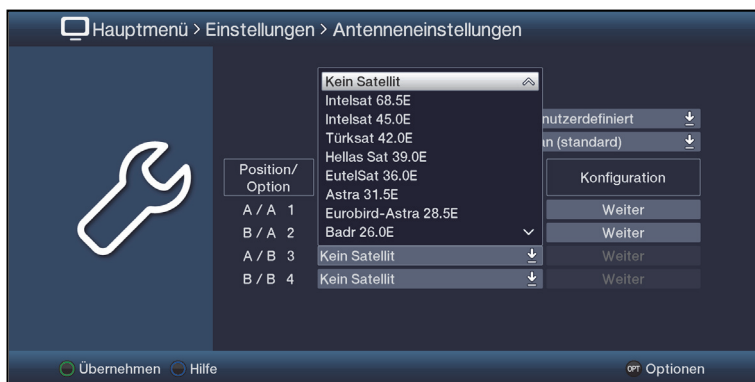 Hauptmenü > Einstellungen > Antenneneinstellungen
Kein Satellit
Intelsat 68.5E
Intelsat 45.0E
nutzerdefiniert
Türksat 42.0E
an (standard)
Hellas Sat 39.0E
Position/
Option
EutelSat 36.0E
Konfiguration
Astra 31.5E
A / A 1
Eurobird-Astra 28.5E
Weiter
B / A 2
Badr 26.0E
Weiter
A / B 3
Kein Satellit
Weiter
B / B 4
Kein Satellit
Weiter
Übernehmen
Hilfe
OPT Optionen